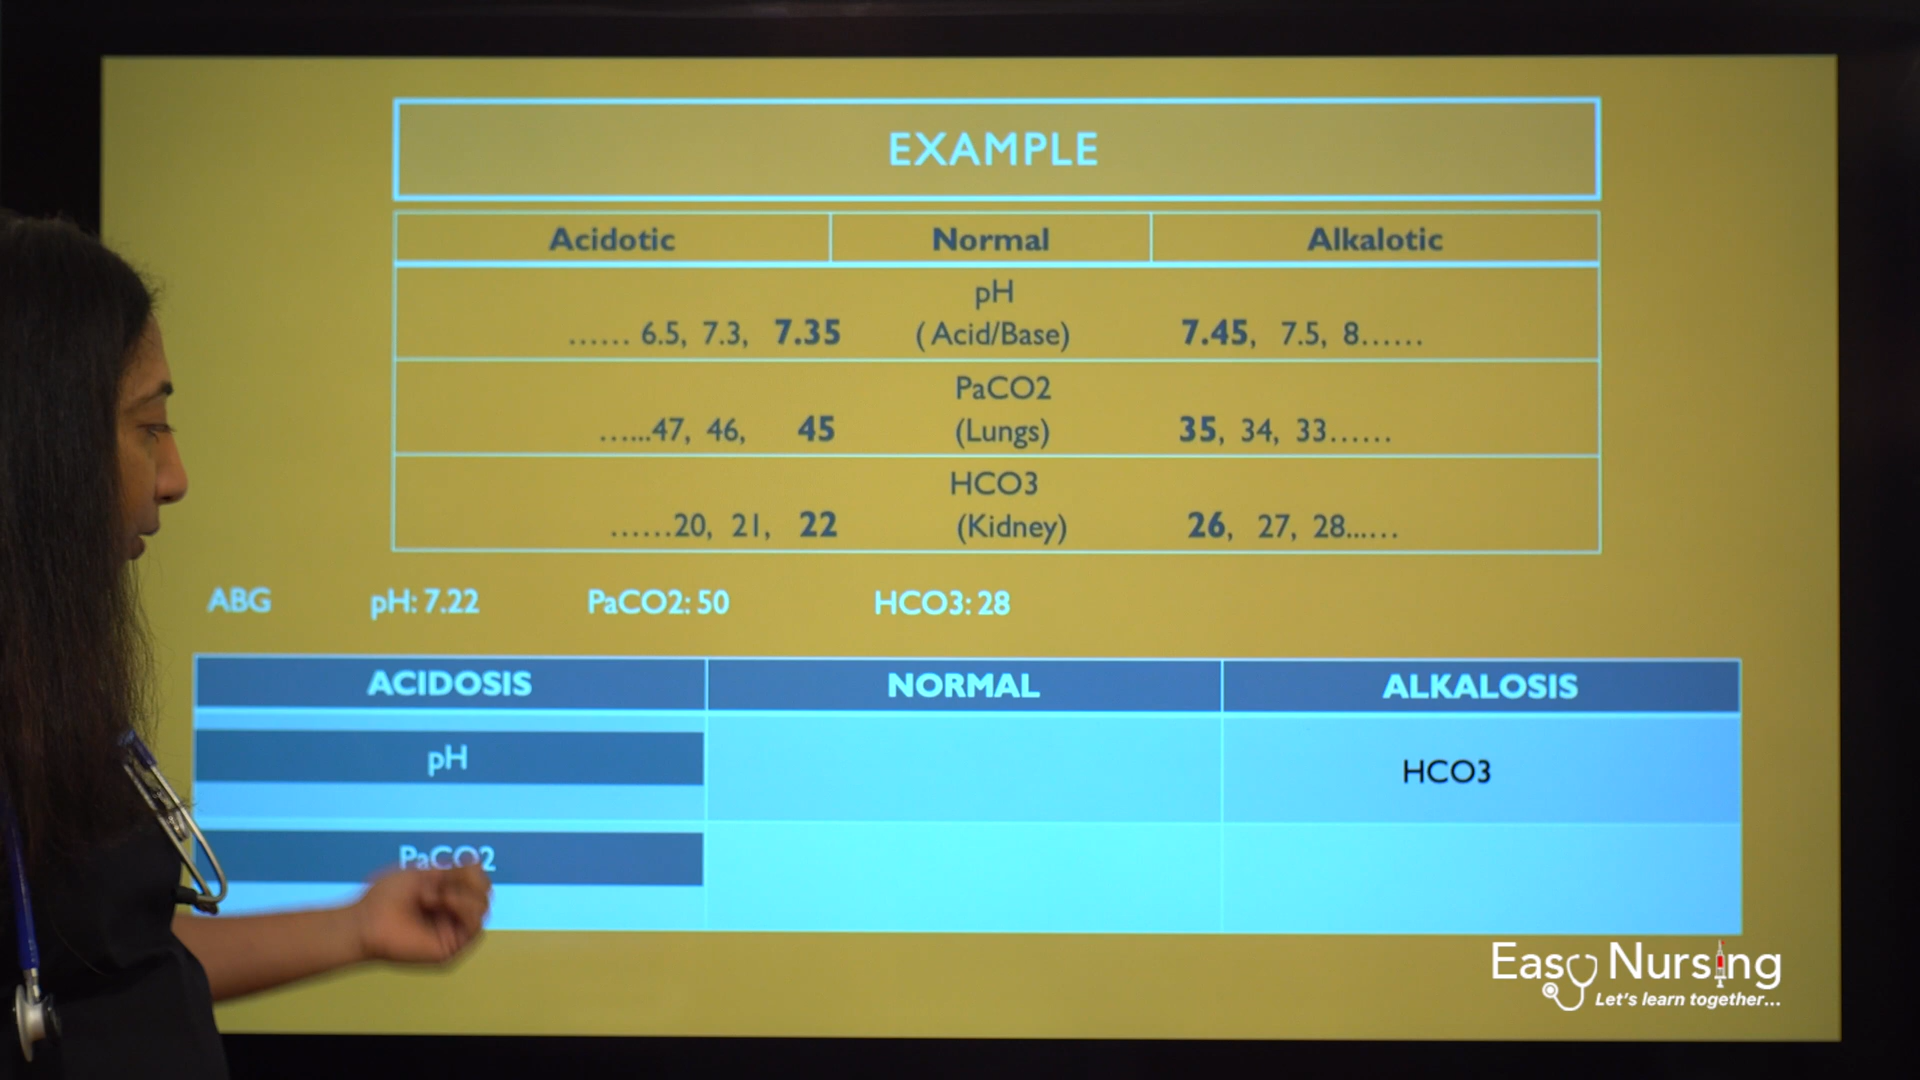 EXAMPLE
Acidotic Normal Alkalotic
pH
...... 6.5, 7.3, 7.35 (Acid/Base) 7.45, 7.5, 8......
PaCO2
......47, 46, 45 (Lungs) 35, 34, 33......
HCO3
......20, 21, 22 (Kidney) 26, 27, 28......
ABG pH: 7.22 PaCO2: 50 HCO3: 28
ACIDOSIS NORMAL ALKALOSIS
pH HCO3
PaCO2
Easy Nursing
Let's learn together...